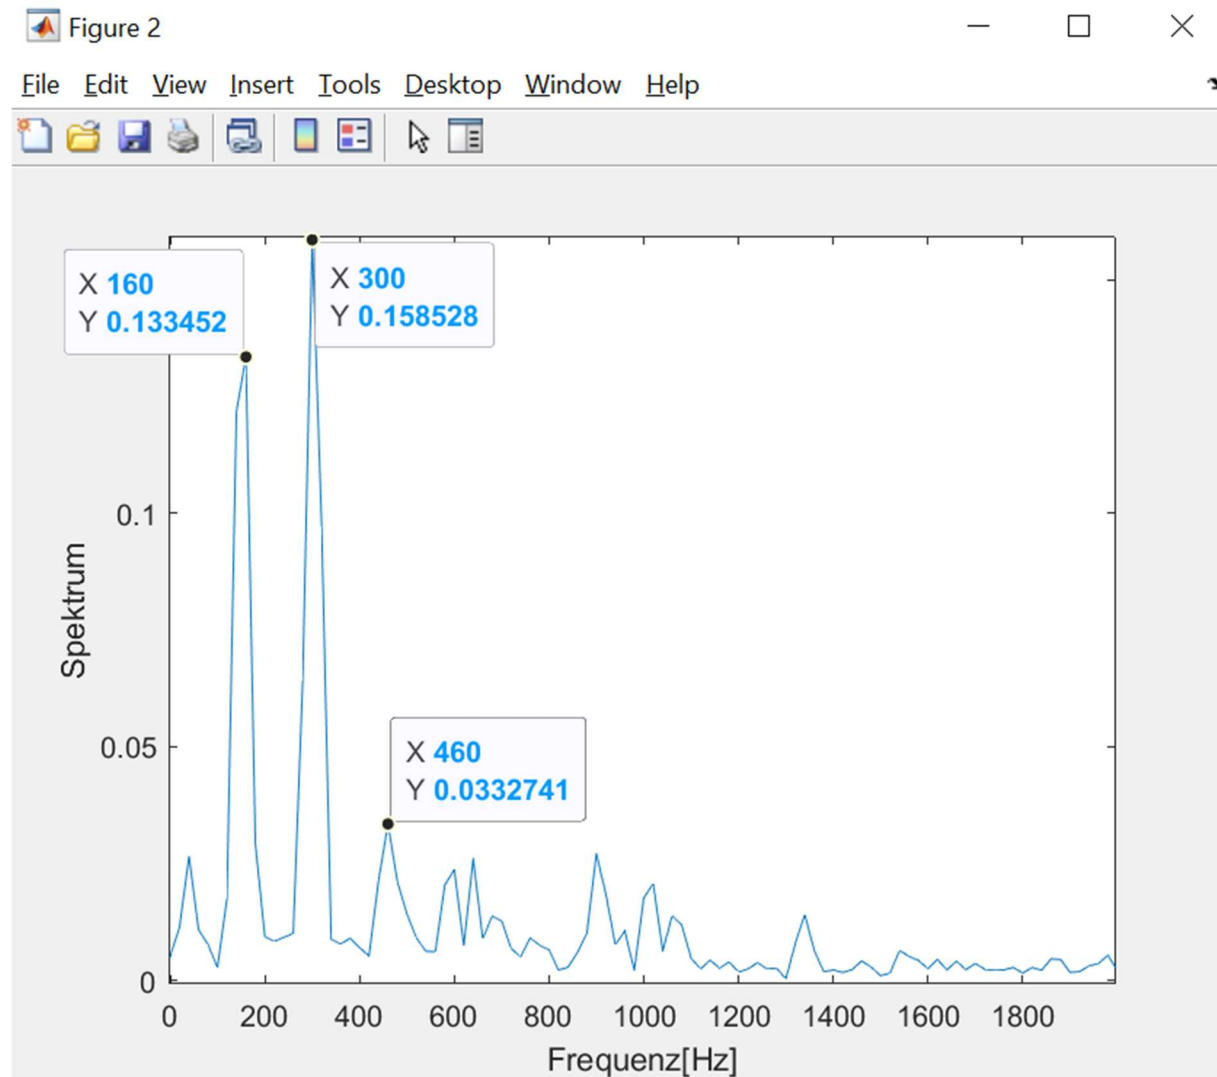 Figure 2
File Edit View Insert Tools Desktop Window Help
X 160
Y 0.133452
X 300
Y 0.158528
0.1
Spektrum
0.05
X 460
Y 0.0332741
0
0 200 400 600 800 1000 1200 1400 1600 1800
Frequenz[Hz]